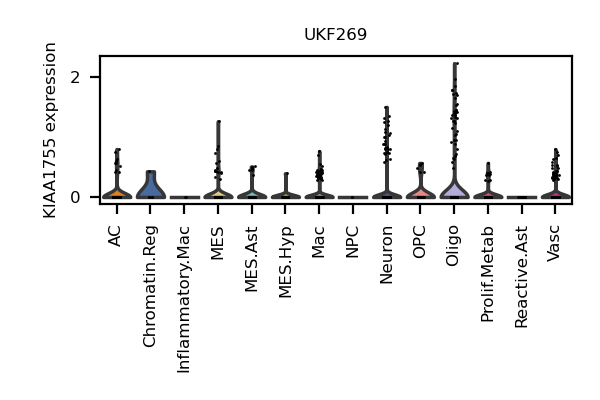 UKF269
KIAA1755 expression
2
0
AC
Chromatin.Reg
Inflammatory.Mac
MES
MES.Ast
MES.Hyp
Mac
NPC
Neuron
OPC
Oligo
Prolif.Metab
Reactive.Ast
Vasc